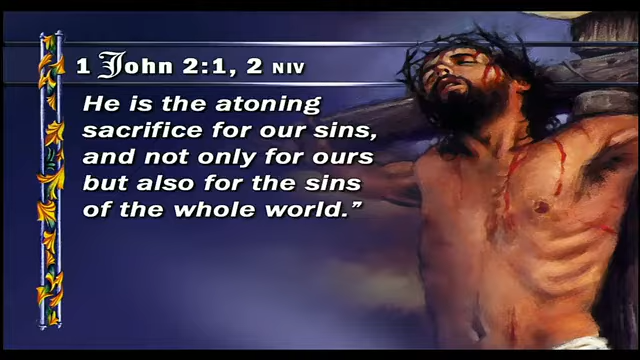 1 John 2:1, 2 NIV
He is the atoning
sacrifice for our sins,
and not only for ours
but also for the sins
of the whole world.”